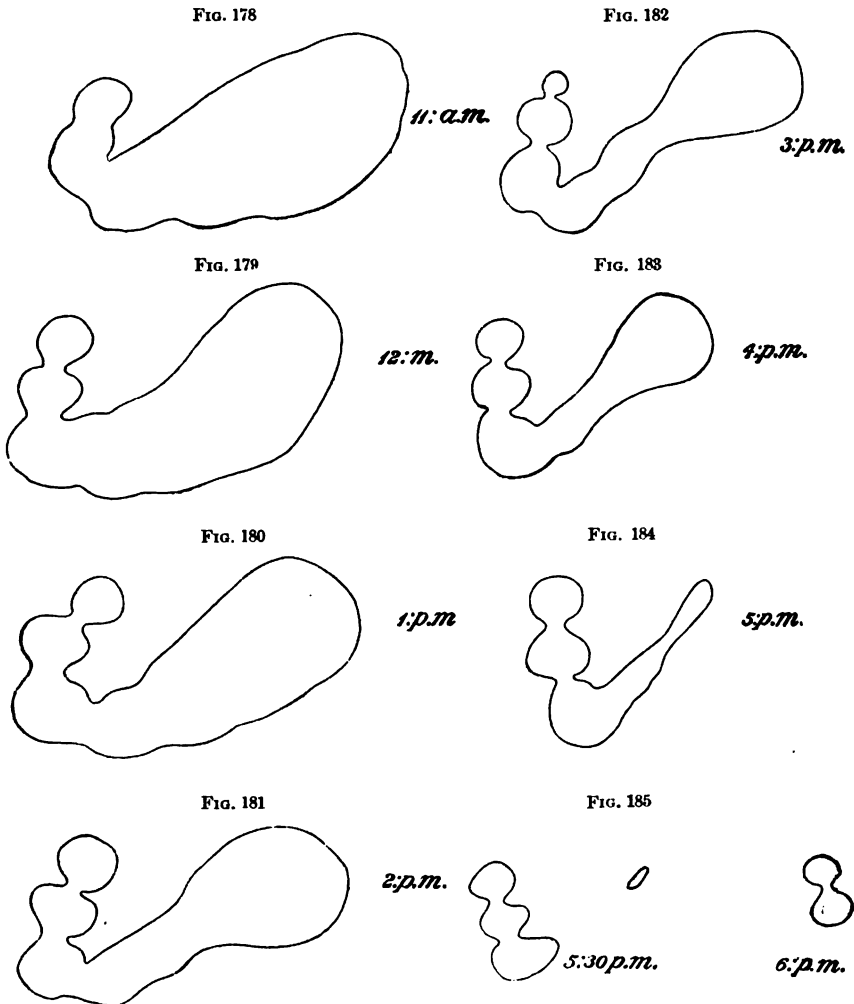 FIG. 178
11: a.m.
FIG. 179
12: m.
FIG. 180
1: p.m
FIG. 181
2: p.m.
FIG. 182
3: p.m.
FIG. 183
4: p.m.
FIG. 184
5: p.m.
FIG. 185
5:30 p.m.
6: p.m.